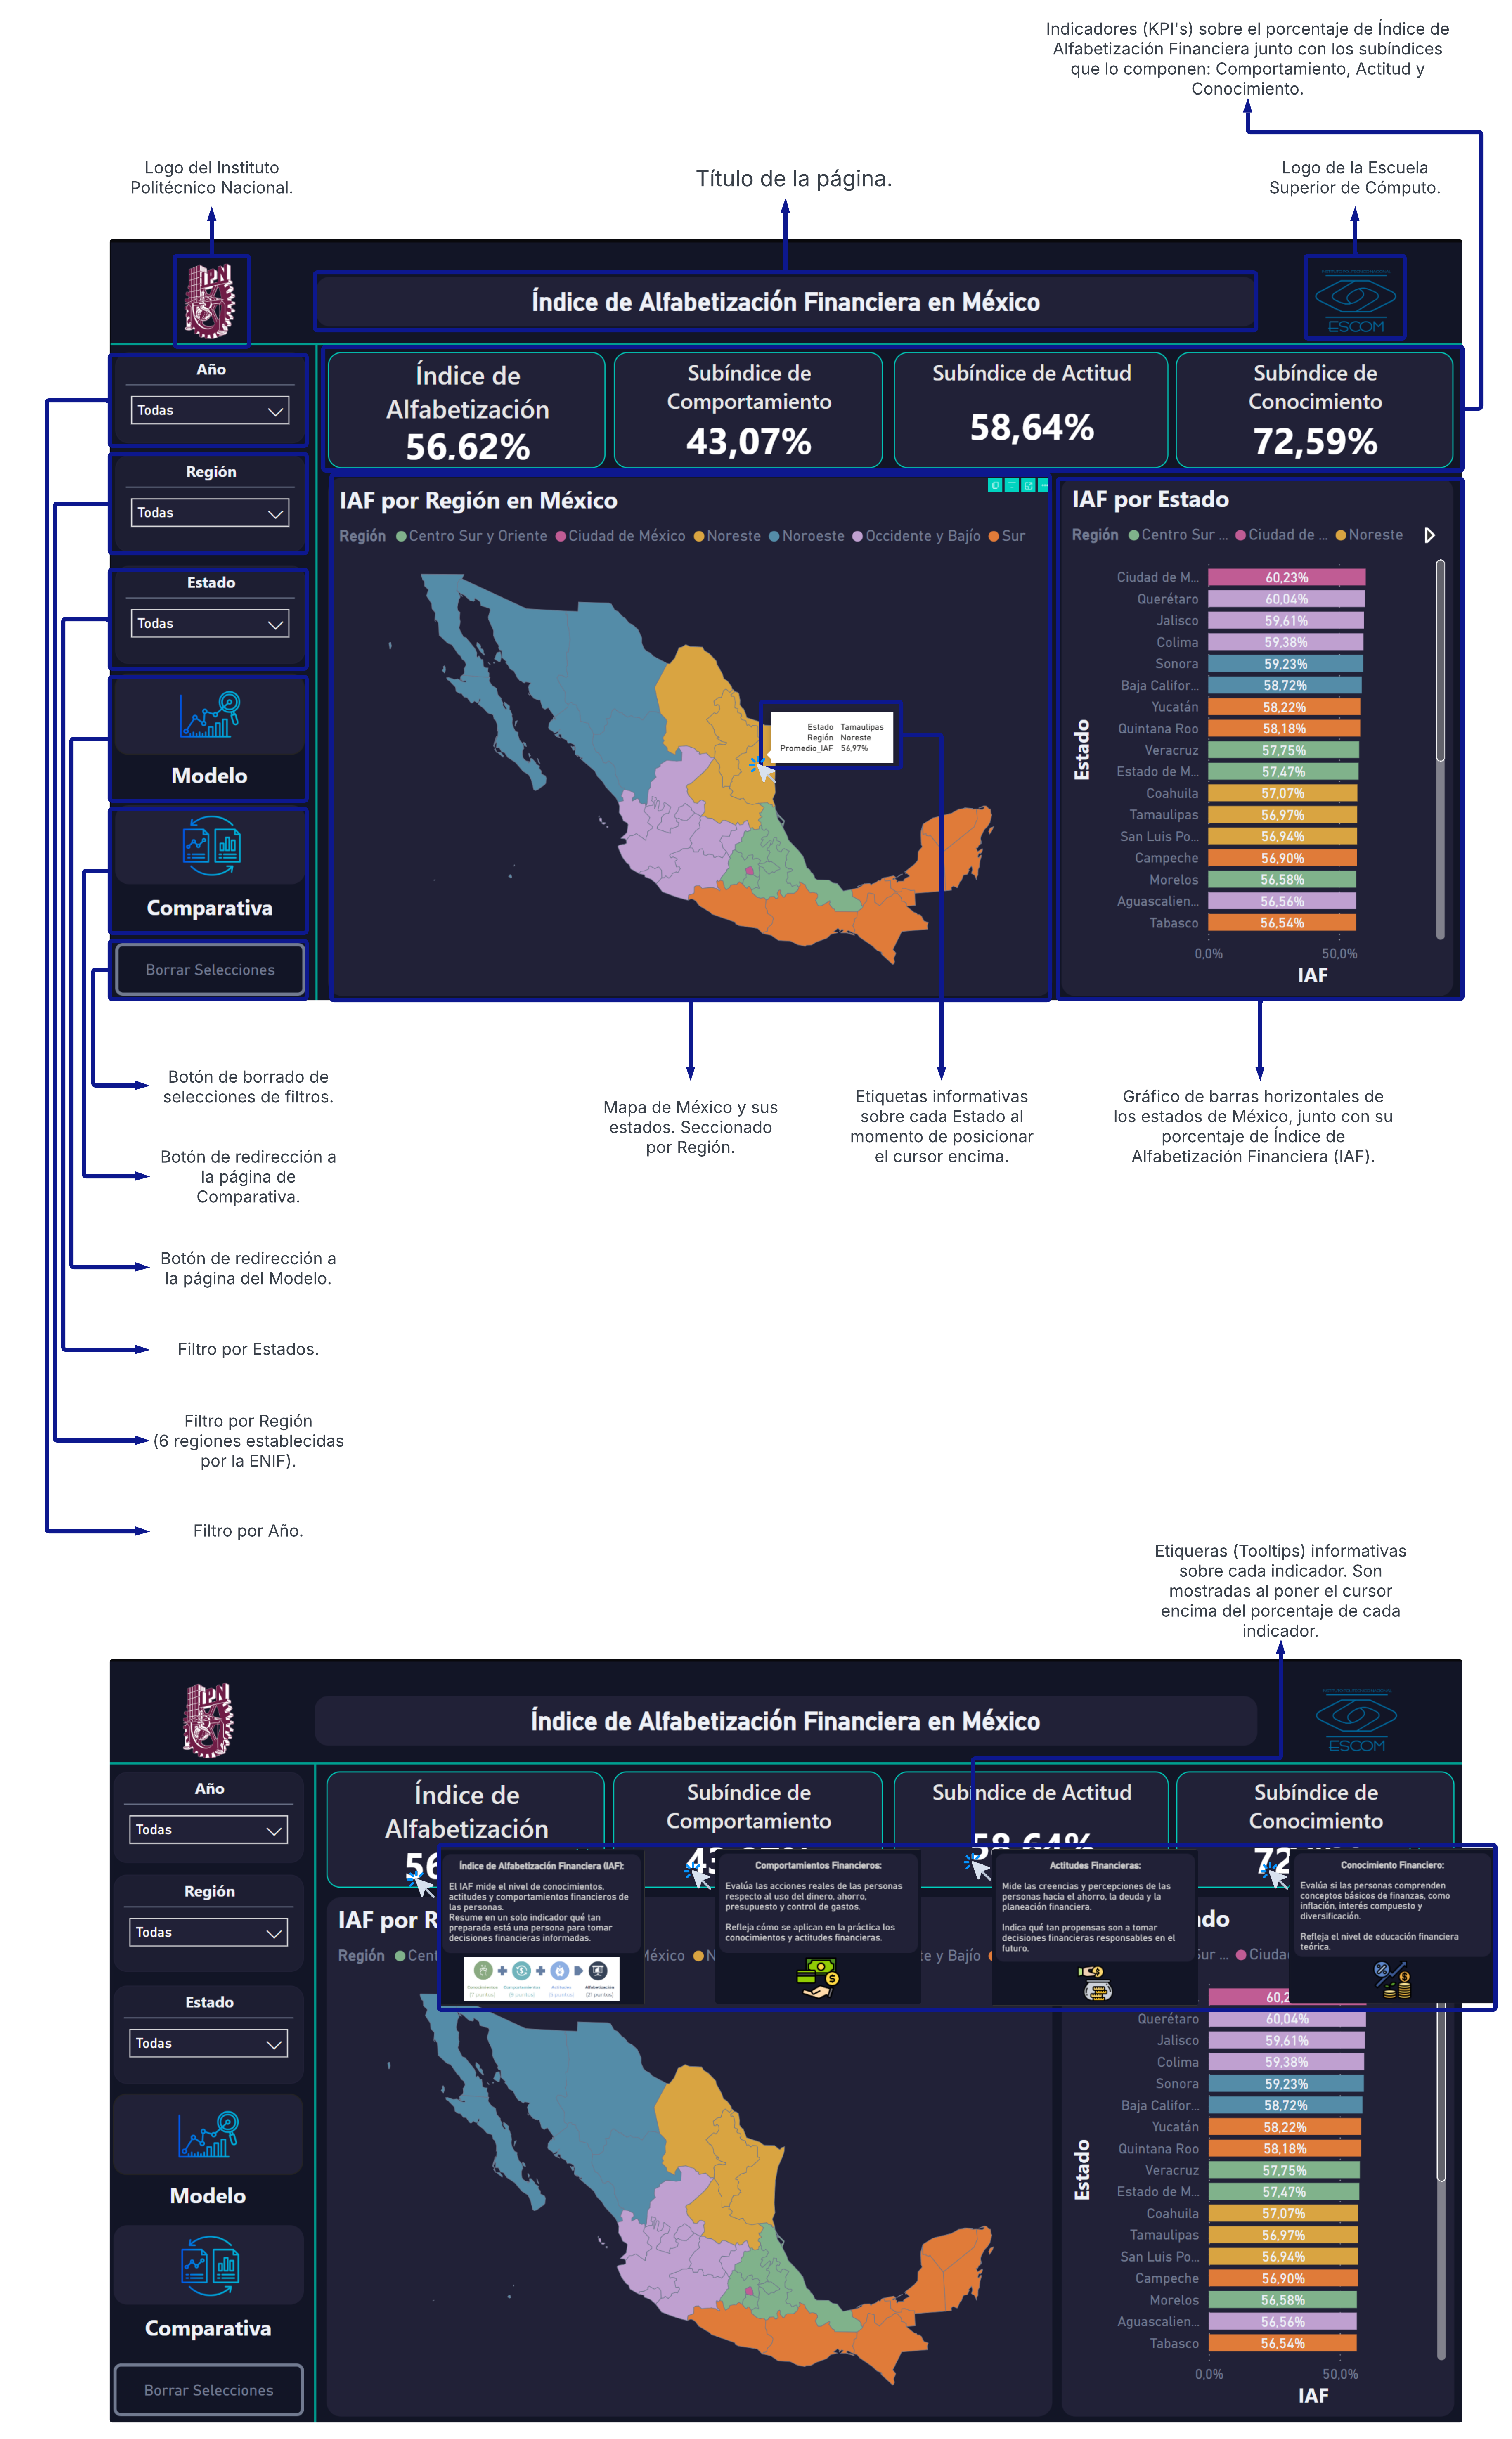 Indicadores (KPI's) sobre el porcentaje de Índice de
Alfabetización Financiera junto con los subíndices
que lo componen: Comportamiento, Actitud y
Conocimiento.
Logo del Instituto
Politécnico Nacional.
Título de la página.
Logo de la Escuela
Superior de Cómputo.
IPN
Índice de Alfabetización Financiera en México
ESCOM
Año
Todas
Región
Todas
Estado
Todas
Modelo
Comparativa
Borrar Selecciones
Índice de
Alfabetización
56.62%
Subíndice de
Comportamiento
43,07%
Subíndice de Actitud
58,64%
Subíndice de
Conocimiento
72,59%
IAF por Región en México
Región Centro Sur y Oriente Ciudad de México Noreste Noroeste Occidente y Bajío Sur
Estado Tamaulipas
Región Noreste
Promedio_IAF 56,97%
IAF por Estado
Región Centro Sur ... Ciudad de ... Noreste
Estado
Ciudad de M... 60,23%
Querétaro 60,04%
Jalisco 59,61%
Colima 59,38%
Sonora 59,23%
Baja Califor... 58,72%
Yucatán 58,22%
Quintana Roo 58,18%
Veracruz 57,75%
Estado de M... 57,47%
Coahuila 57,07%
Tamaulipas 56,97%
San Luis Po... 56,94%
Campeche 56,90%
Morelos 56,58%
Aguascalien... 56,56%
Tabasco 56,54%
0,0% 50,0%
IAF
Botón de borrado de
selecciones de filtros.
Botón de redirección a
la página de
Comparativa.
Botón de redirección a
la página del Modelo.
Filtro por Estados.
Filtro por Región
(6 regiones establecidas
por la ENIF).
Filtro por Año.
Mapa de México y sus
estados. Seccionado
por Región.
Etiquetas informativas
sobre cada Estado al
momento de posicionar
el cursor encima.
Gráfico de barras horizontales de
los estados de México, junto con su
porcentaje de Índice de
Alfabetización Financiera (IAF).
Etiqueras (Tooltips) informativas
sobre cada indicador. Son
mostradas al poner el cursor
encima del porcentaje de cada
indicador.
IPN
Índice de Alfabetización Financiera en México
ESCOM
Año
Todas
Región
Todas
Estado
Todas
Modelo
Comparativa
Borrar Selecciones
Índice de
Alfabetización
56
Subíndice de
Comportamiento
43
Subíndice de Actitud
58,64%
Subíndice de
Conocimiento
72
Índice de Alfabetización Financiera (IAF):
El IAF mide el nivel de conocimientos,
actitudes y comportamientos financieros de
las personas.
Resume en un solo indicador qué tan
preparada está una persona para tomar
decisiones financieras informadas.
Comportamientos Financieros:
Evalúa las acciones reales de las personas
respecto al uso del dinero, ahorro,
presupuesto y control de gastos.
Refleja cómo se aplican en la práctica los
conocimientos y actitudes financieras.
Actitudes Financieras:
Mide las creencias y percepciones de las
personas hacia el ahorro, la deuda y la
planeación financiera.
Indica qué tan propensas son a tomar
decisiones financieras responsables en el
futuro.
Conocimiento Financiero:
Evalúa si las personas comprenden
conceptos básicos de finanzas, como
inflación, interés compuesto y
diversificación.
Refleja el nivel de educación financiera
teórica.
IAF por R
Región Cent
México N
te y Bajío
do
Sur ... Ciuda
Estado
60,2
Querétaro 60,04%
Jalisco 59,61%
Colima 59,38%
Sonora 59,23%
Baja Califor... 58,72%
Yucatán 58,22%
Quintana Roo 58,18%
Veracruz 57,75%
Estado de M... 57,47%
Coahuila 57,07%
Tamaulipas 56,97%
San Luis Po... 56,94%
Campeche 56,90%
Morelos 56,58%
Aguascalien... 56,56%
Tabasco 56,54%
0,0% 50,0%
IAF